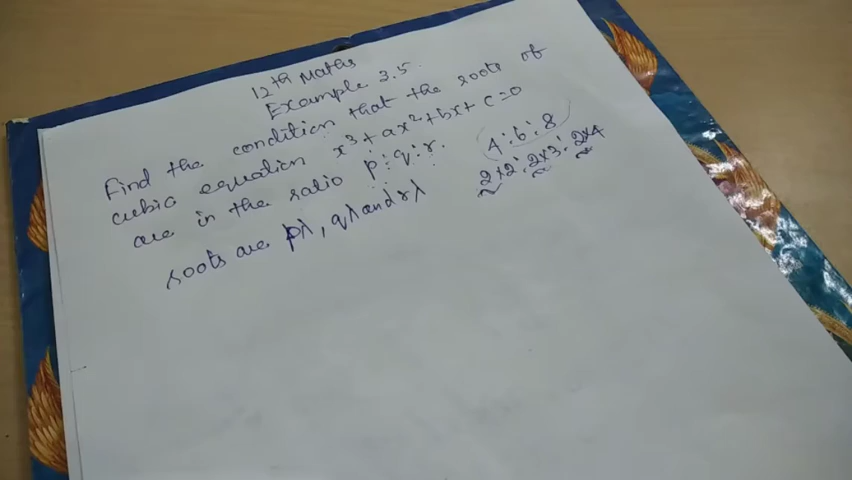 12th Maths
Example 3.5.
Find the condition that the roots of
cubic equation x³ + ax² + bx + c = 0
are in the ratio p : q : r.
4 : 6 : 8
2×2 : 2×3 : 2×4
roots are pλ, qλ and rλ